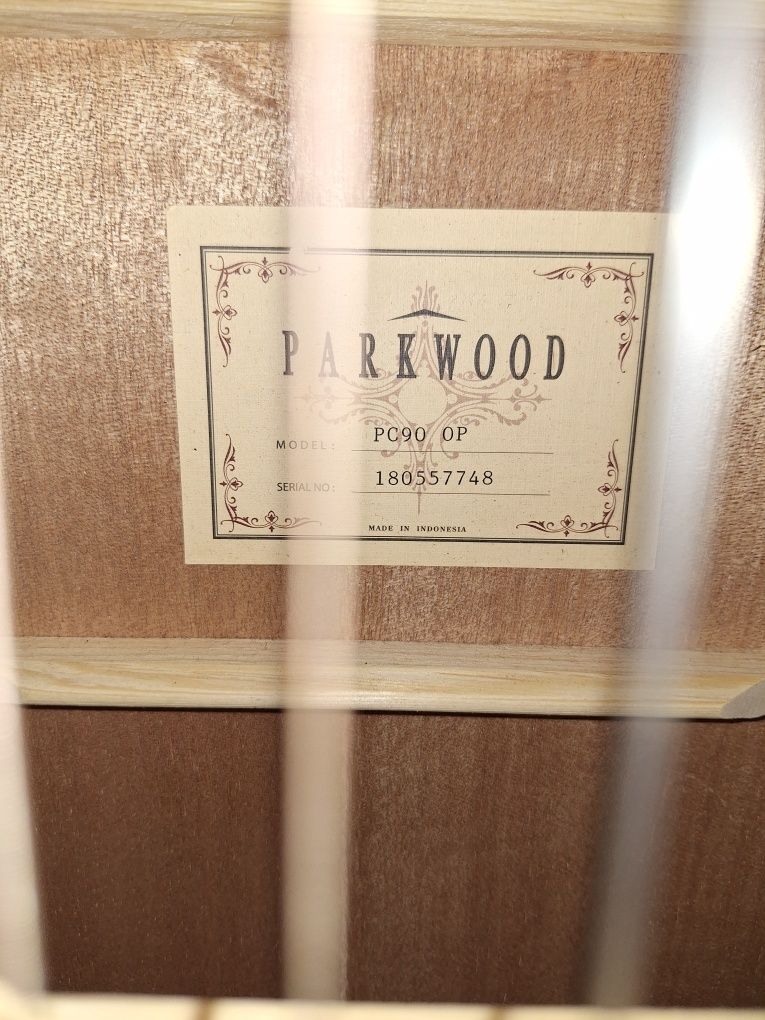 PARKWOOD
MODEL: PC90 OP
SERIAL NO: 180557748
MADE IN INDONESIA